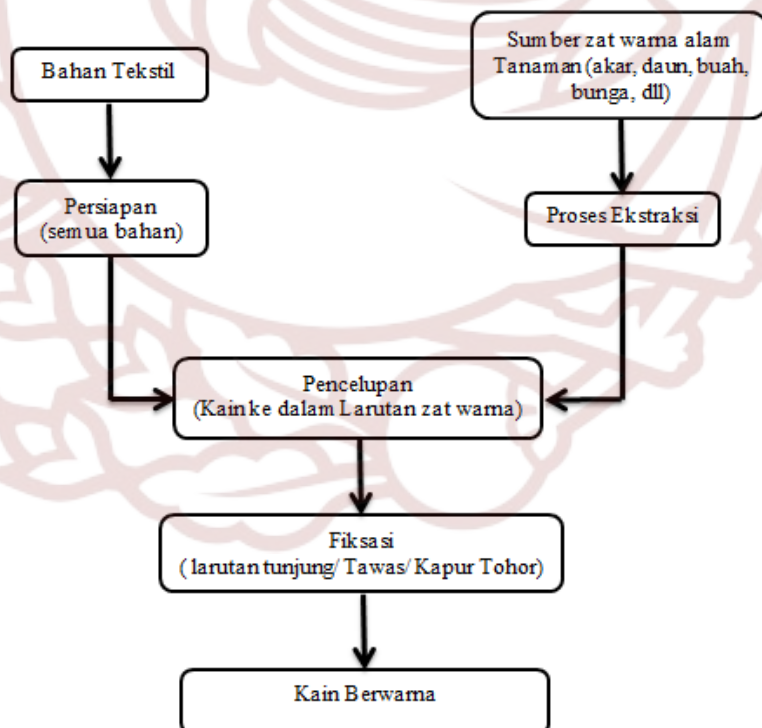 Bahan Tekstil
Sumber zat warna alam
Tanaman (akar, daun, buah,
bunga, dll)
Persiapan
(semua bahan)
Proses Ekstraksi
Pencelupan
(Kain ke dalam Larutan zat warna)
Fiksasi
( larutan tunjung/ Tawas/ Kapur Tohor)
Kain Berwarna